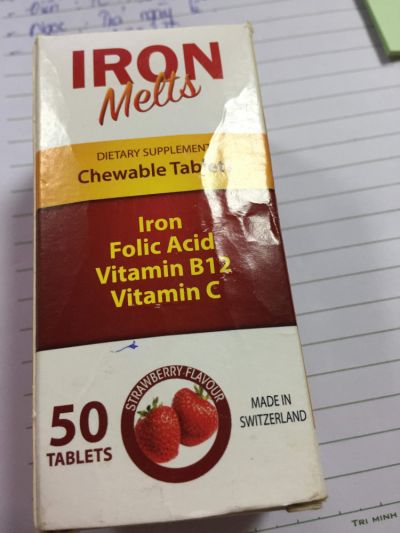 IRON
Melts
DIETARY SUPPLEMENT
Chewable Tablets
Iron
Folic Acid
Vitamin B12
Vitamin C
STRAWBERRY FLAVOUR
50
TABLETS
MADE IN
SWITZERLAND
TRI MINH